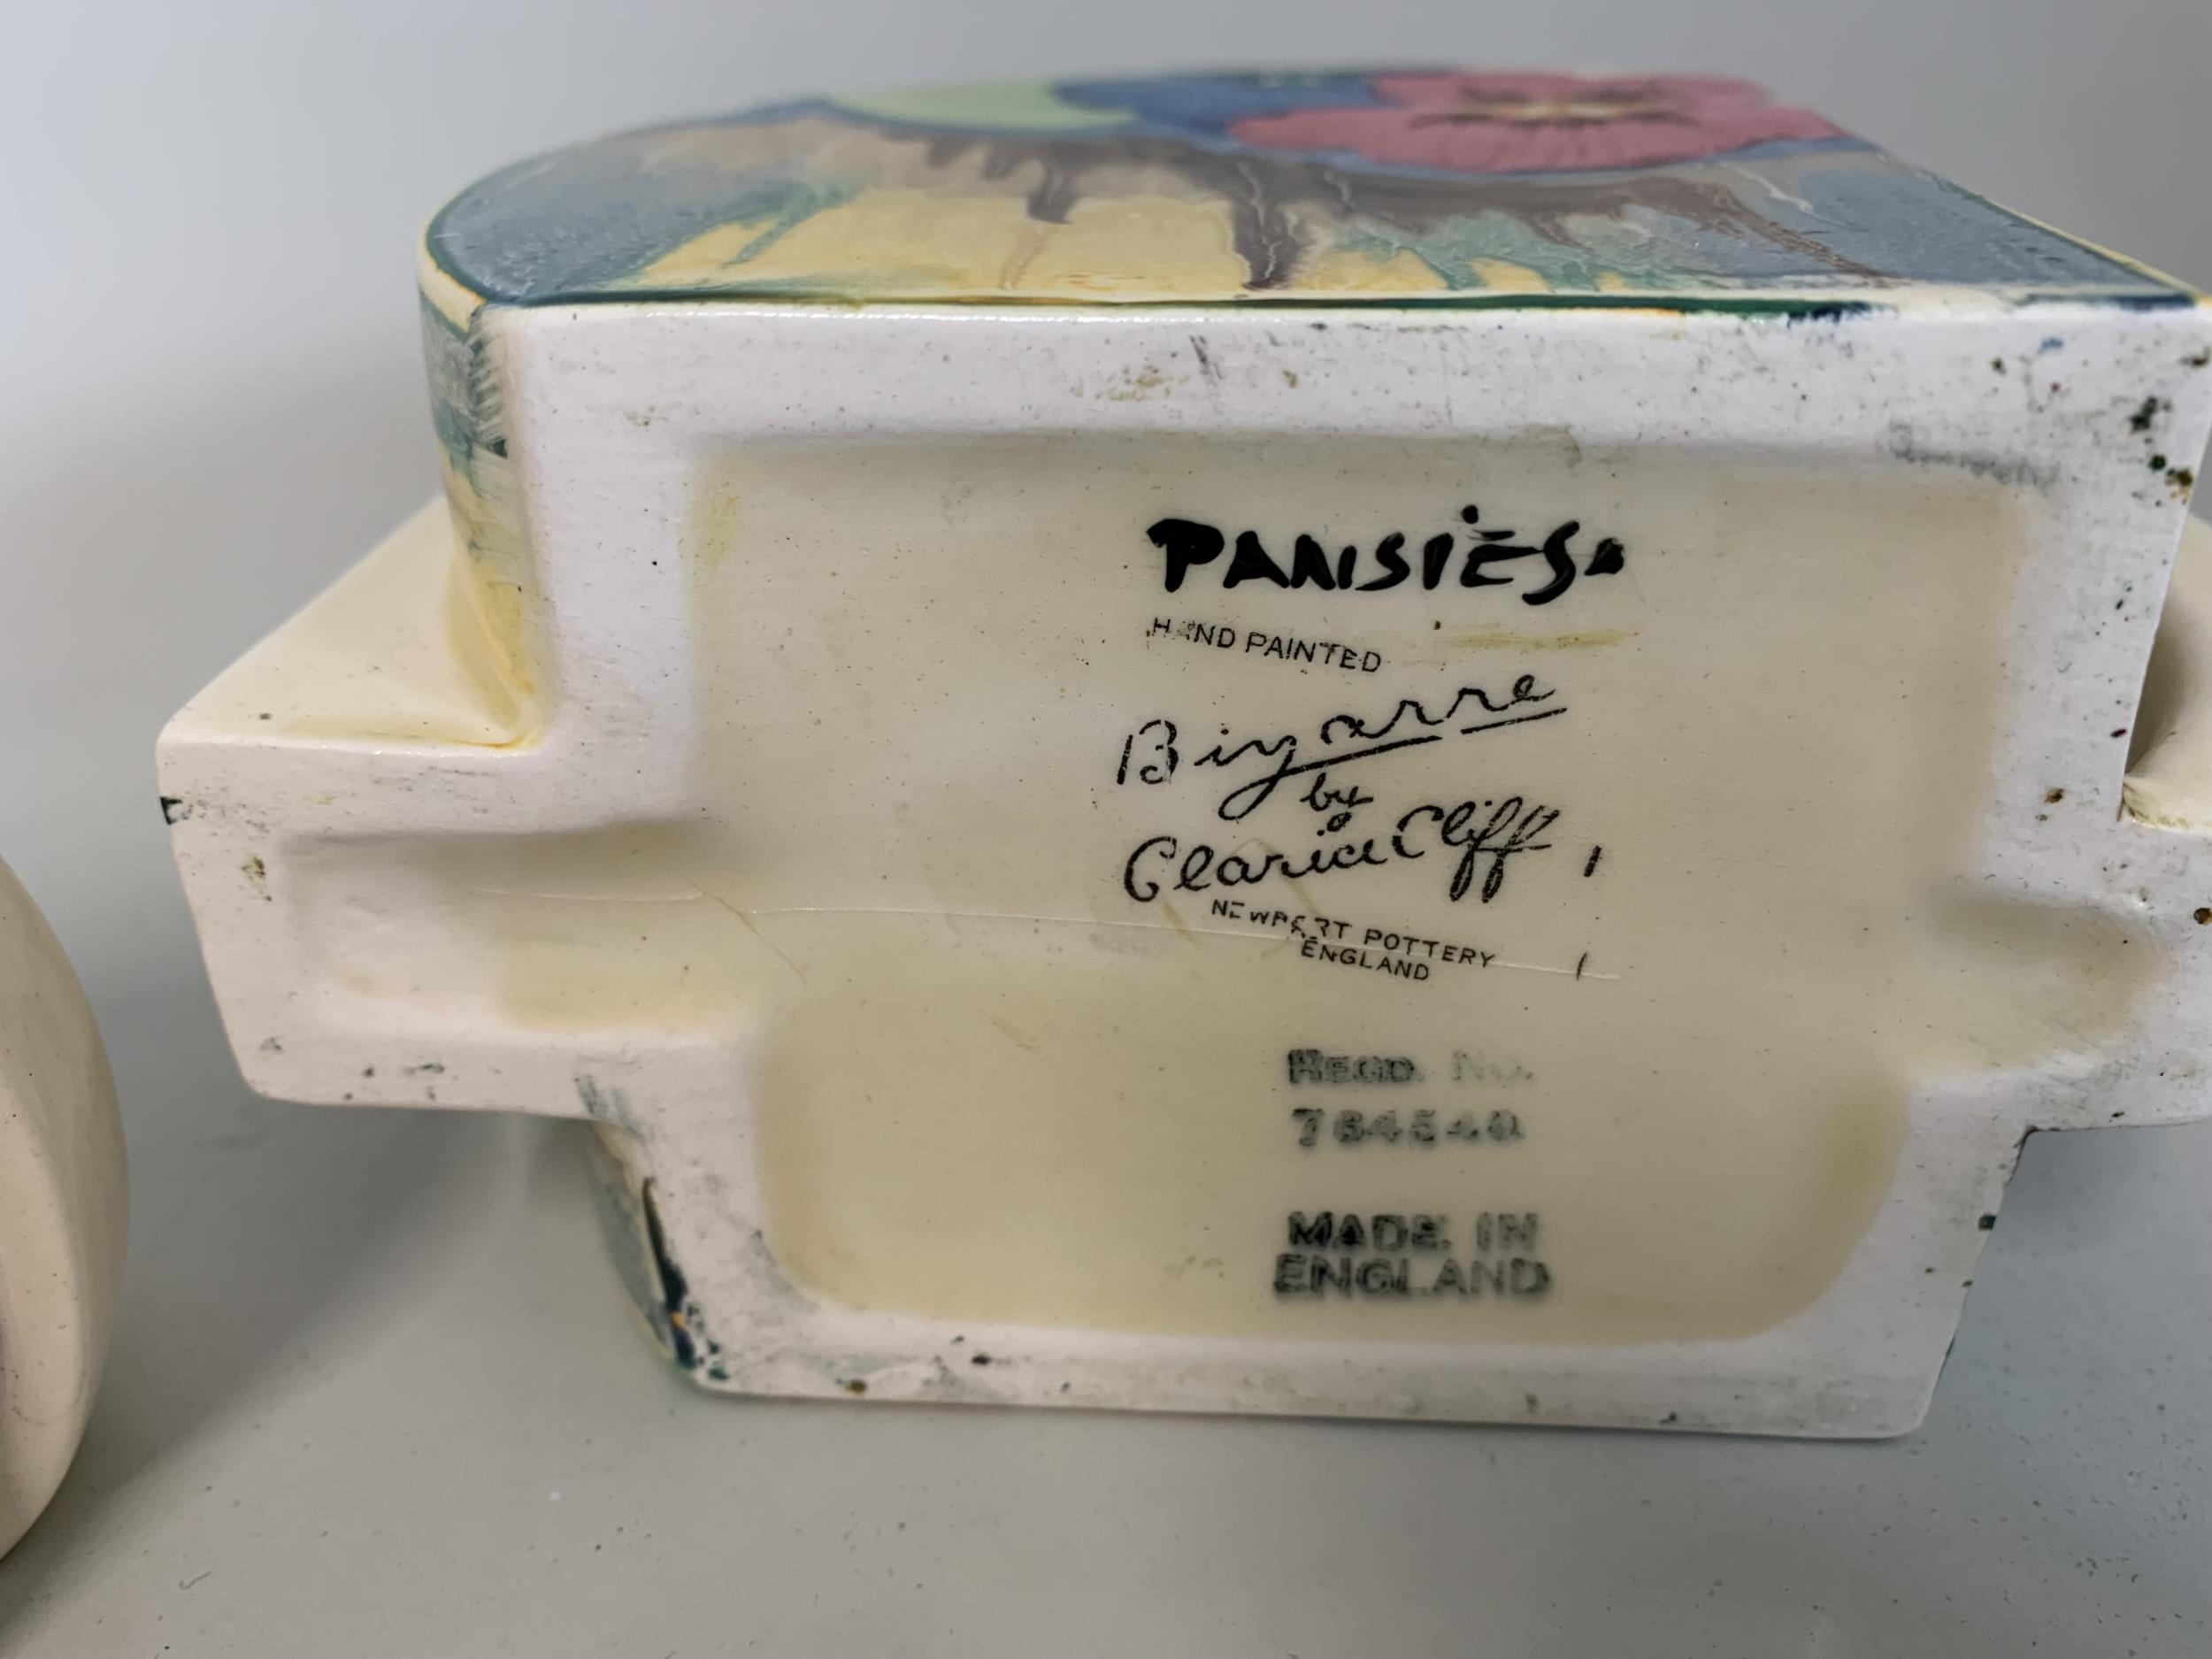 PANSIES.
HAND PAINTED
Bizarre
by
Clarice Cliff
NEWPORT POTTERY
ENGLAND
REGD. NO.
MADE IN
ENGLAND